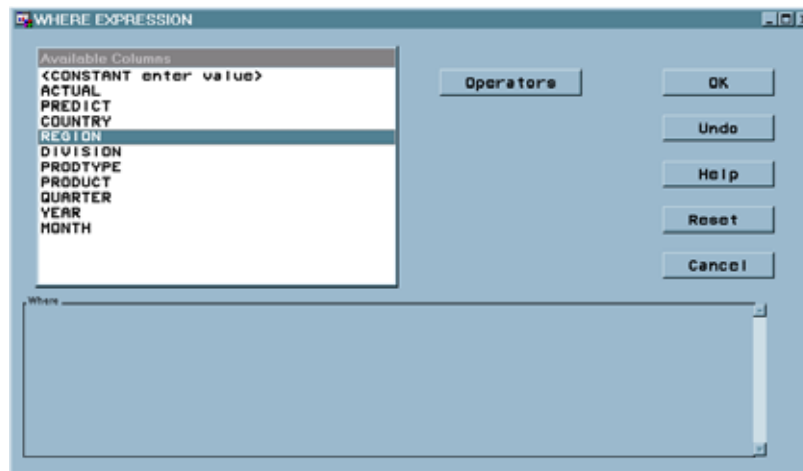 WHERE EXPRESSION
Available Columns
<CONSTANT enter value>
ACTUAL
PREDICT
COUNTRY
REGION
DIVISION
PRODTYPE
PRODUCT
QUARTER
YEAR
MONTH
Operators
OK
Undo
Help
Reset
Cancel
Where